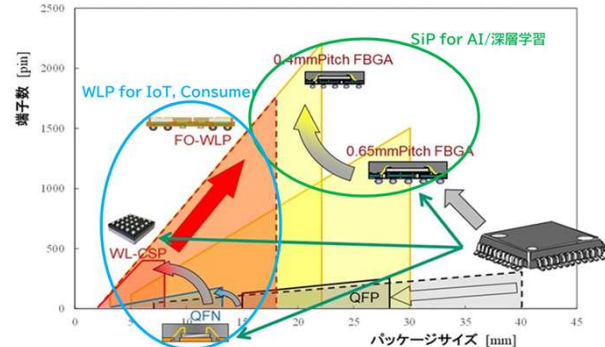 2500
2000
1500
1000
500
0
端子数 [pin]
SiP for AI/深層学習
0.4mmPitch FBGA
WLP for IoT, Consumer
FO-WLP
0.65mmPitch FBGA
WL-CSP
QFN
QFP
0 5 10 15 20 25 30 35 40 45
パッケージサイズ [mm]